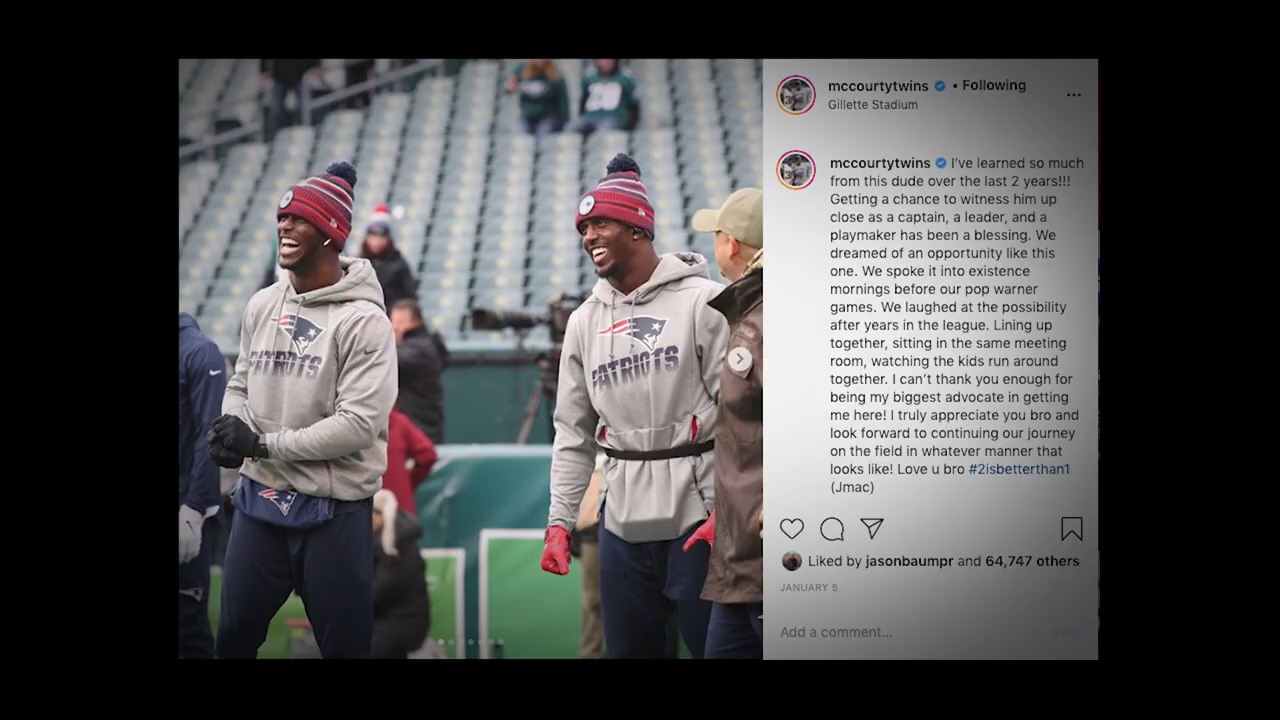 PATRIOTS
PATRIOTS
mccourtytwins • Following
Gillette Stadium
mccourtytwins I've learned so much
from this dude over the last 2 years!!!
Getting a chance to witness him up
close as a captain, a leader, and a
playmaker has been a blessing. We
dreamed of an opportunity like this
one. We spoke it into existence
mornings before our pop warner
games. We laughed at the possibility
after years in the league. Lining up
together, sitting in the same meeting
room, watching the kids run around
together. I can't thank you enough for
being my biggest advocate in getting
me here! I truly appreciate you bro and
look forward to continuing our journey
on the field in whatever manner that
looks like! Love u bro #2isbetterthan1
(Jmac)
Liked by jasonbaumpr and 64,747 others
JANUARY 5
Add a comment... Post